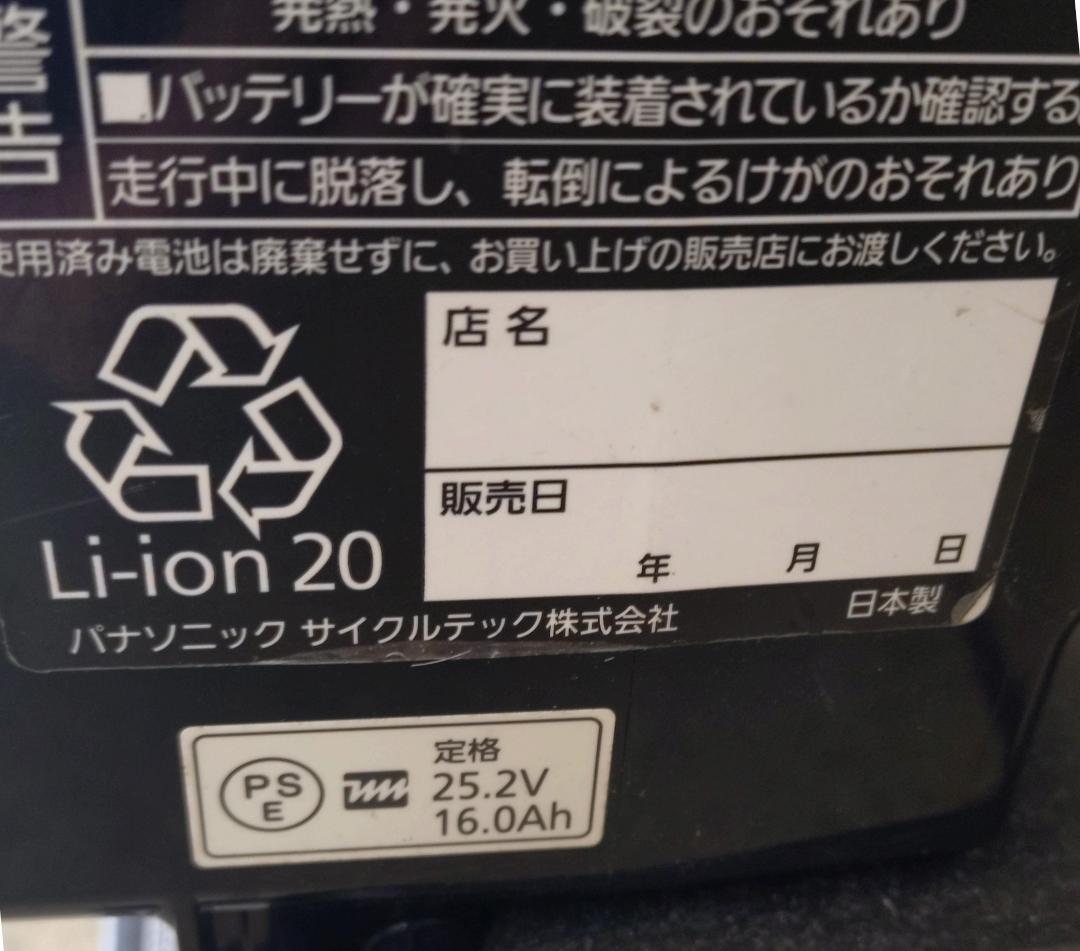 警告
発熱・発火・破裂のおそれあり
■バッテリーが確実に装着されているか確認する
走行中に脱落し、転倒によるけがのおそれあり
使用済み電池は廃棄せずに、お買い上げの販売店にお渡しください。
店名
販売日
年 月 日
Li-ion 20
パナソニック サイクルテック株式会社
日本製
PS
E
定格
25.2V
16.0Ah